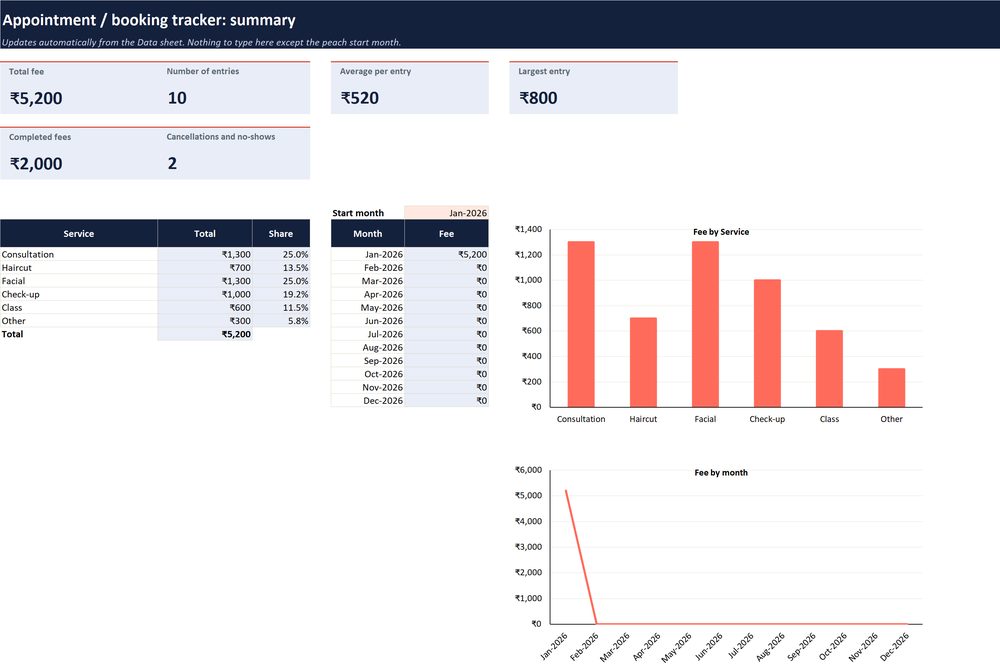 Appointment / booking tracker: summary
Updates automatically from the Data sheet. Nothing to type here except the peach start month.
Total fee Number of entries Average per entry Largest entry
₹5,200 10 ₹520 ₹800
Completed fees Cancellations and no-shows
₹2,000 2
Service Total Share
Consultation ₹1,300 25.0%
Haircut ₹700 13.5%
Facial ₹1,300 25.0%
Check-up ₹1,000 19.2%
Class ₹600 11.5%
Other ₹300 5.8%
Total ₹5,200
Start month Jan-2026
Month Fee
Jan-2026 ₹5,200
Feb-2026 ₹0
Mar-2026 ₹0
Apr-2026 ₹0
May-2026 ₹0
Jun-2026 ₹0
Jul-2026 ₹0
Aug-2026 ₹0
Sep-2026 ₹0
Oct-2026 ₹0
Nov-2026 ₹0
Dec-2026 ₹0
Fee by Service
₹1,400
₹1,200
₹1,000
₹800
₹600
₹400
₹200
₹0
Consultation Haircut Facial Check-up Class Other
Fee by month
₹6,000
₹5,000
₹4,000
₹3,000
₹2,000
₹1,000
₹0
Jan-2026 Feb-2026 Mar-2026 Apr-2026 May-2026 Jun-2026 Jul-2026 Aug-2026 Sep-2026 Oct-2026 Nov-2026 Dec-2026